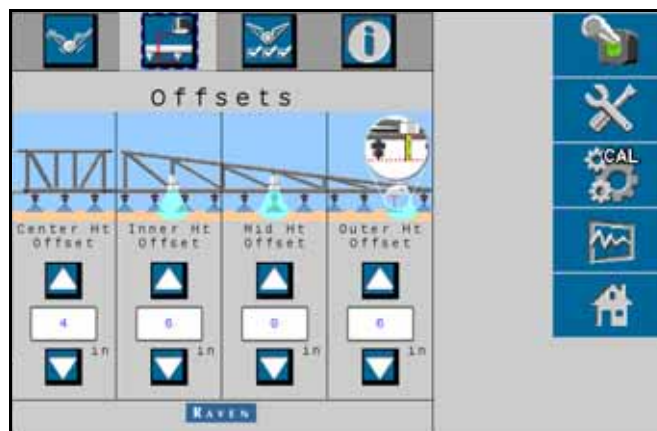 Offsets
CAL
Center Ht Inner Ht Mid Ht Outer Ht
Offset Offset Offset Offset
4 6 0 6
in in in in
RAVEN